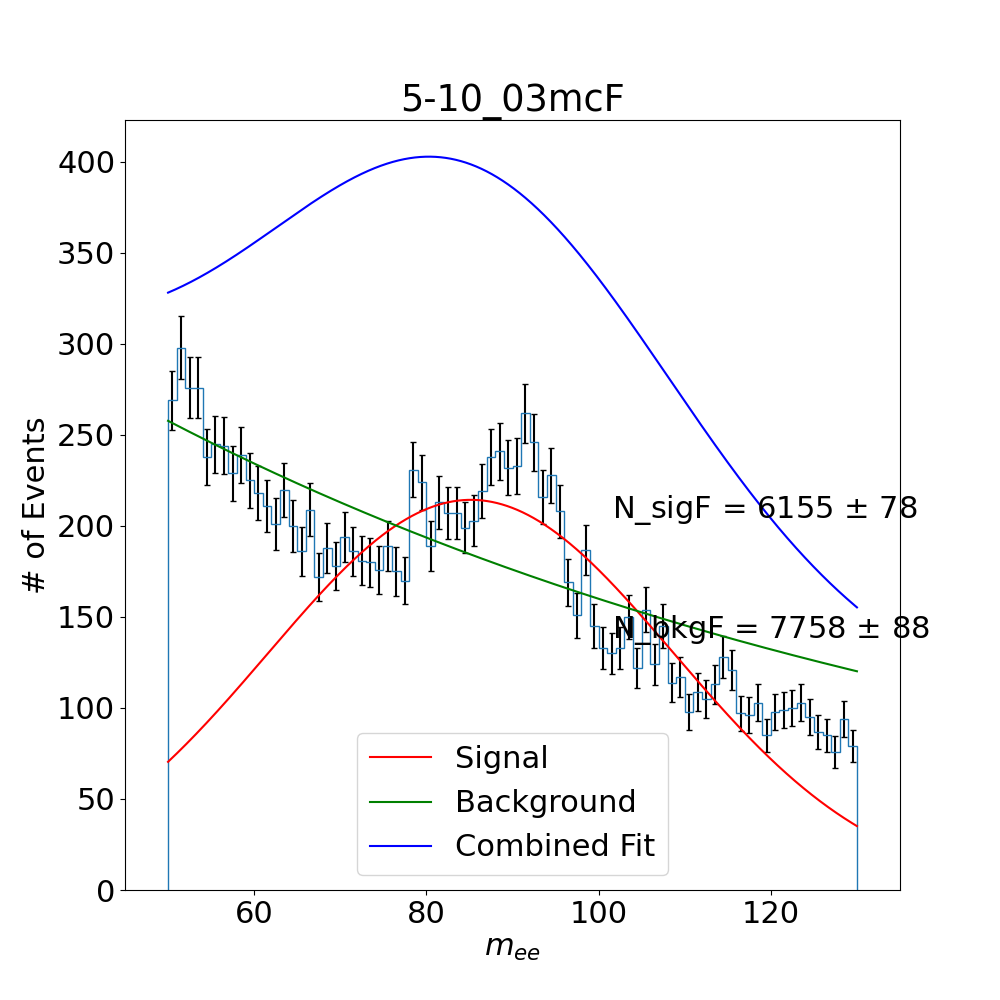 5-10_03mcF
400
350
300
250
200
150
100
50
0
# of Events
N_sigF = 6155 ± 78
N_bkgF = 7758 ± 88
Signal
Background
Combined Fit
60 80 100 120
m_ee